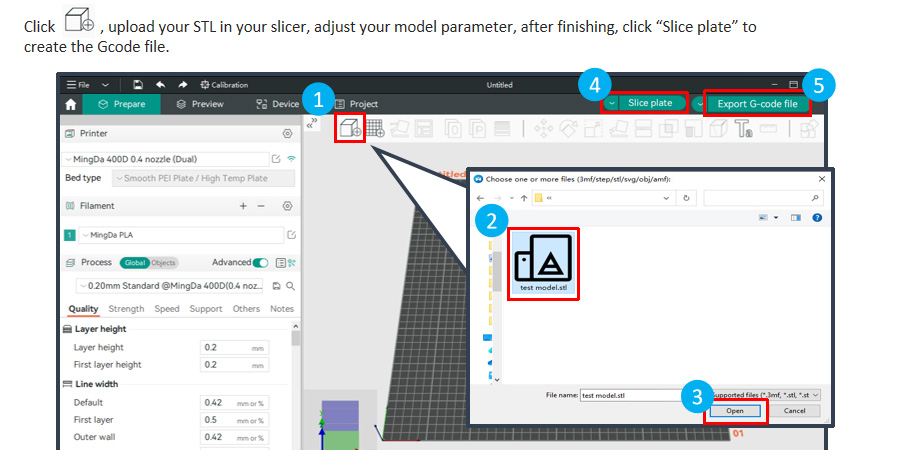 Click , upload your STL in your slicer, adjust your model parameter, after finishing, click “Slice plate” to
create the Gcode file.
File
Calibration
Untitled
Prepare
Preview
Device
1
Project
4
Slice plate
Export G-code file
5
Printer
MingDa 400D 0.4 nozzle (Dual)
Bed type
Smooth PEI Plate / High Temp Plate
Filament
1
MingDa PLA
Process
Global
Objects
Advanced
0.20mm Standard @MingDa 400D(0.4 noz...
Quality
Strength
Speed
Support
Others
Notes
Layer height
Layer height 0.2 mm
First layer height 0.2 mm
Line width
Default 0.42 mm or %
First layer 0.5 mm or %
Outer wall 0.42 mm or %
Choose one or more files (3mf/step/stl/svg/obj/amf):
2
test model.stl
File name: test model.stl
3
upported files (*.3mf, *.stl, *.st
Open
Cancel
01